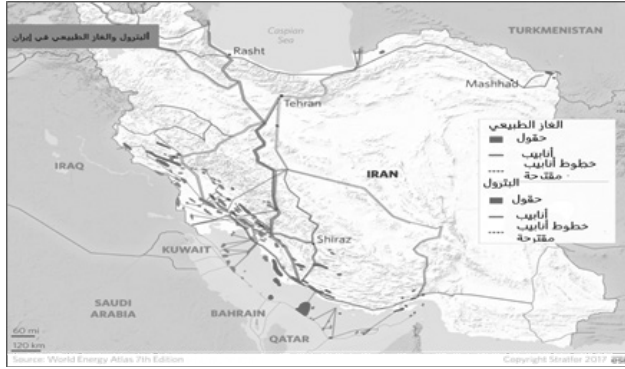 ألبترول والغاز الطبيعي في إيران
Caspian
Sea
TURKMENISTAN
Rasht
Mashhad
Tehran
الغاز الطبيعي
حقول
أنابيب
خطوط أنابيب
مقترحة
البترول
حقول
أنابيب
خطوط أنابيب
مقترحة
IRAQ
IRAN
KUWAIT
Shiraz
SAUDI
ARABIA
BAHRAIN
QATAR
60 mi
120 km
Source: World Energy Atlas 7th Edition
Copyright Stratfor 2017